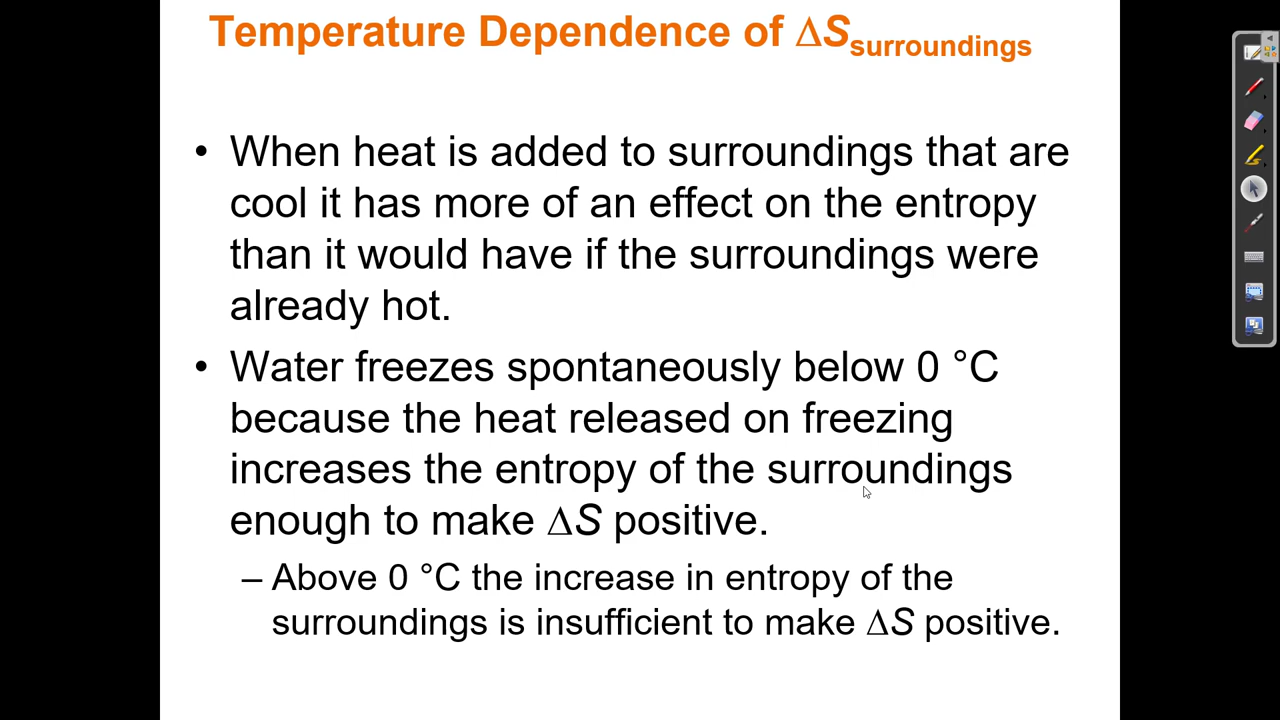 Temperature Dependence of ΔSsurroundings
• When heat is added to surroundings that are
cool it has more of an effect on the entropy
than it would have if the surroundings were
already hot.
• Water freezes spontaneously below 0 °C
because the heat released on freezing
increases the entropy of the surroundings
enough to make ΔS positive.
– Above 0 °C the increase in entropy of the
surroundings is insufficient to make ΔS positive.